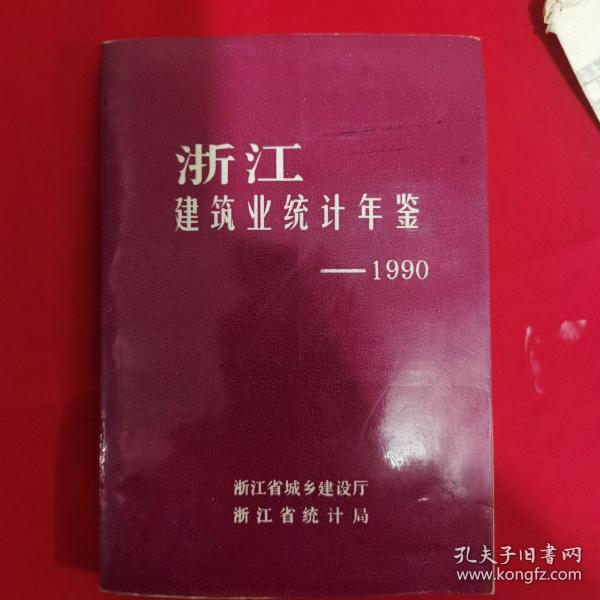 浙江
建筑业统计年鉴
——1990
浙江省城乡建设厅
浙江省统计局
孔夫子旧书网
www.kongfz.com